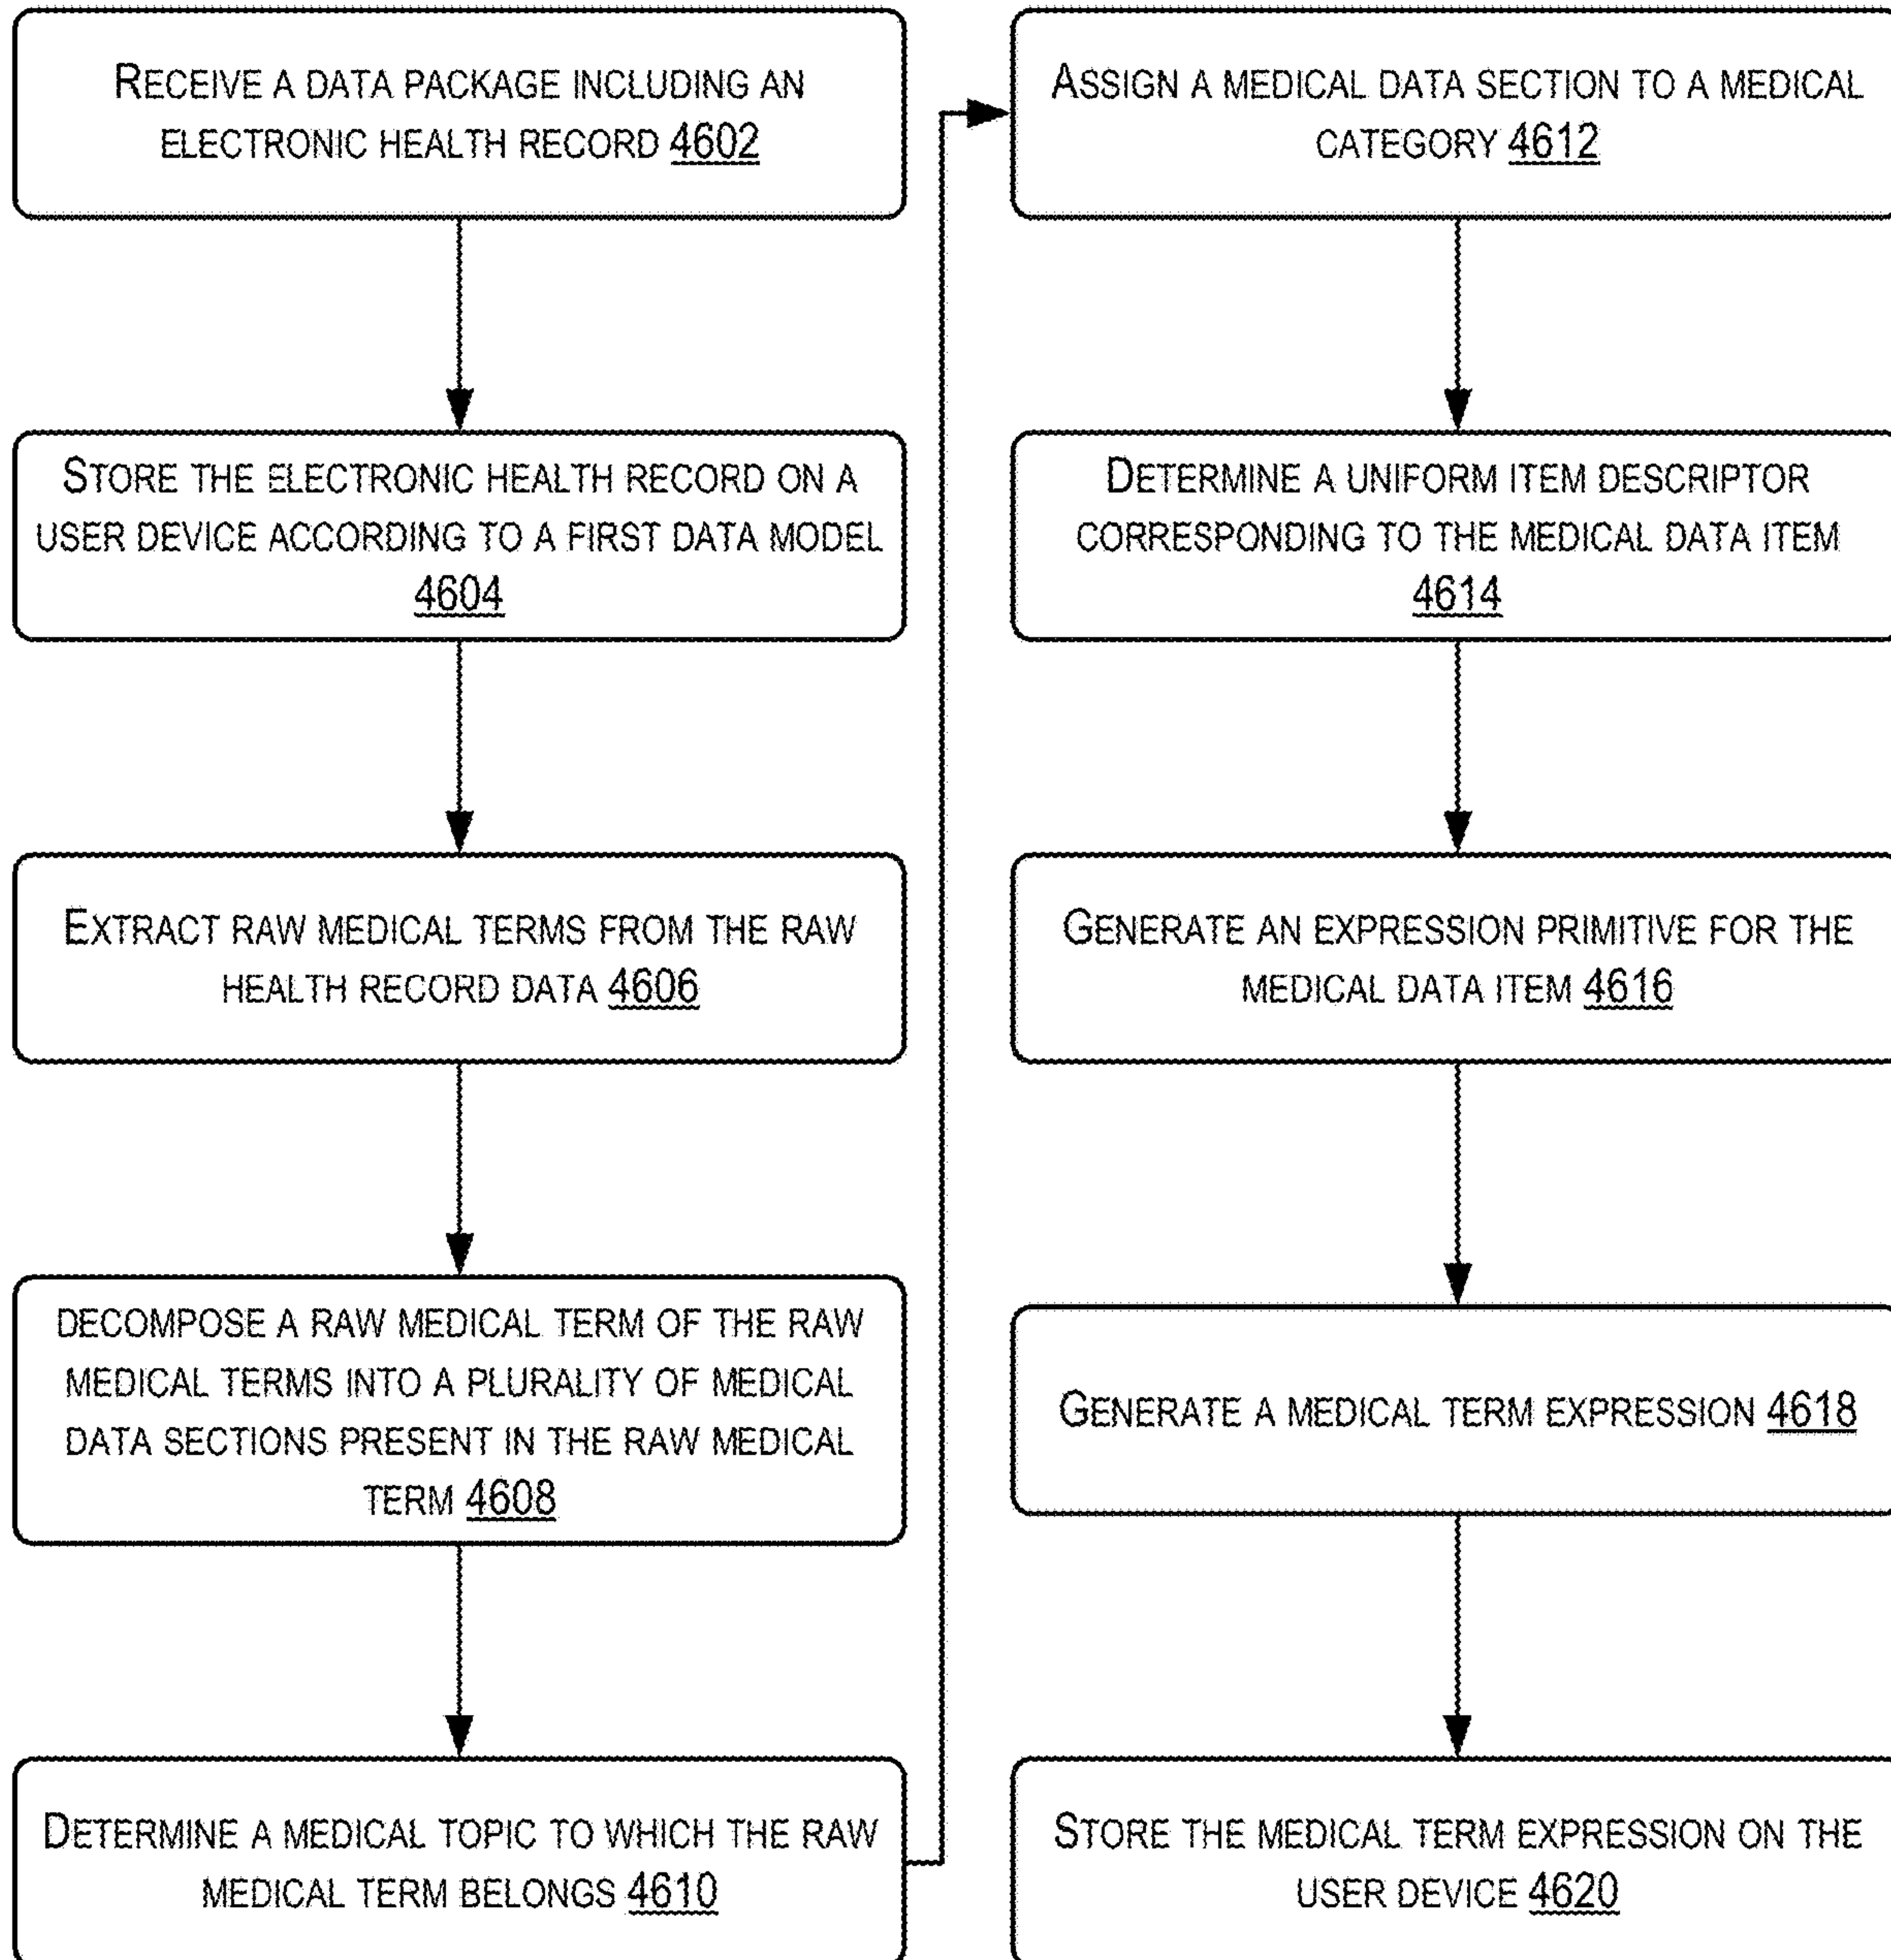 RECEIVE A DATA PACKAGE INCLUDING AN
ELECTRONIC HEALTH RECORD 4602
STORE THE ELECTRONIC HEALTH RECORD ON A
USER DEVICE ACCORDING TO A FIRST DATA MODEL
4604
EXTRACT RAW MEDICAL TERMS FROM THE RAW
HEALTH RECORD DATA 4606
DECOMPOSE A RAW MEDICAL TERM OF THE RAW
MEDICAL TERMS INTO A PLURALITY OF MEDICAL
DATA SECTIONS PRESENT IN THE RAW MEDICAL
TERM 4608
DETERMINE A MEDICAL TOPIC TO WHICH THE RAW
MEDICAL TERM BELONGS 4610
ASSIGN A MEDICAL DATA SECTION TO A MEDICAL
CATEGORY 4612
DETERMINE A UNIFORM ITEM DESCRIPTOR
CORRESPONDING TO THE MEDICAL DATA ITEM
4614
GENERATE AN EXPRESSION PRIMITIVE FOR THE
MEDICAL DATA ITEM 4616
GENERATE A MEDICAL TERM EXPRESSION 4618
STORE THE MEDICAL TERM EXPRESSION ON THE
USER DEVICE 4620